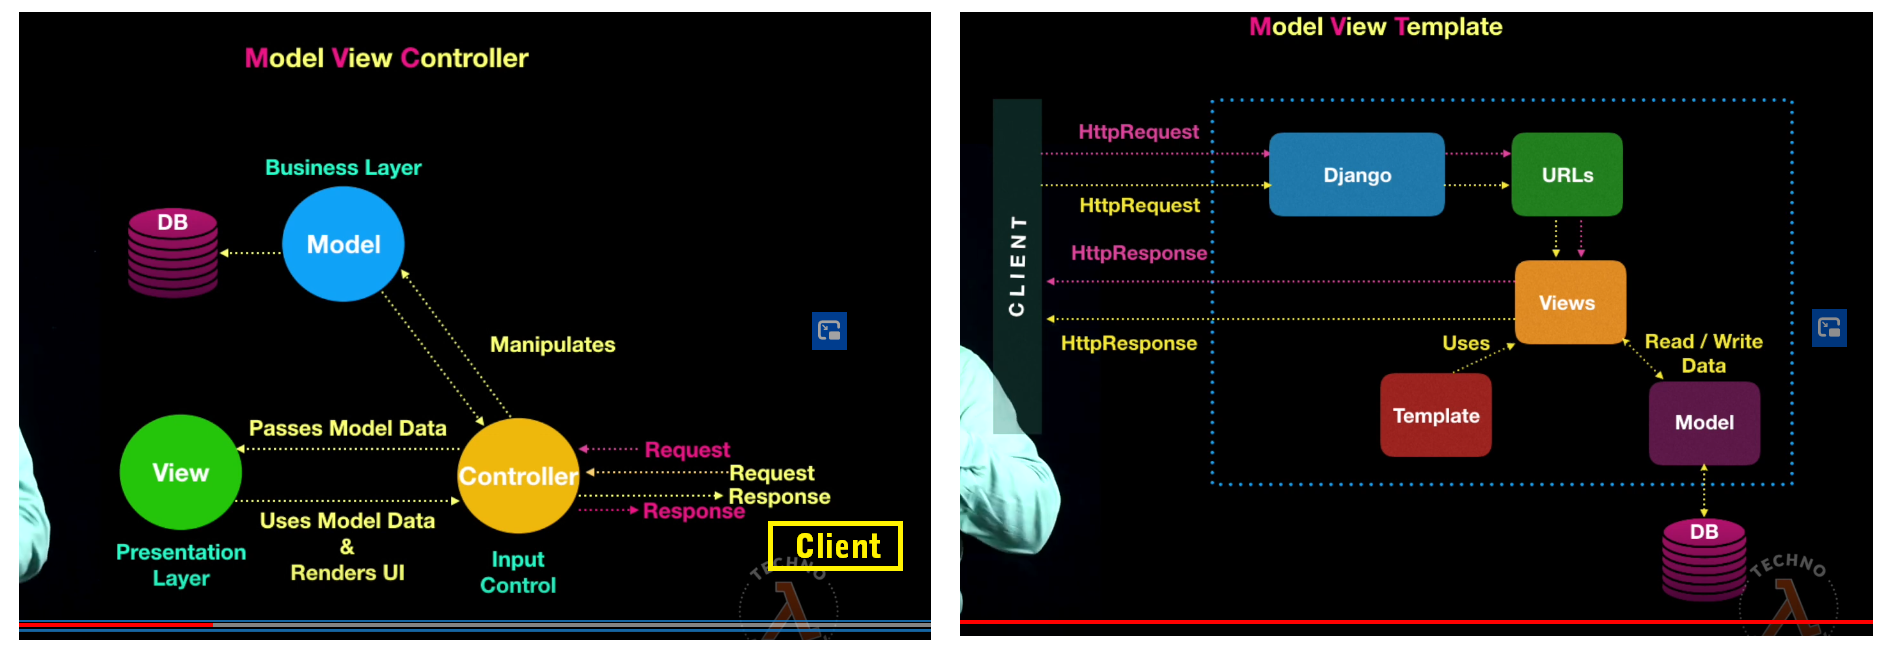 Model View Controller
Business Layer
DB
Model
Manipulates
Passes Model Data
View
Controller
Request
Request
Response
Response
Uses Model Data
&
Renders UI
Presentation
Layer
Input
Control
Client
TECHNO
Model View Template
CLIENT
HttpRequest
HttpRequest
HttpResponse
HttpResponse
Django
URLs
Views
Uses
Read / Write
Data
Template
Model
DB
TECHNO